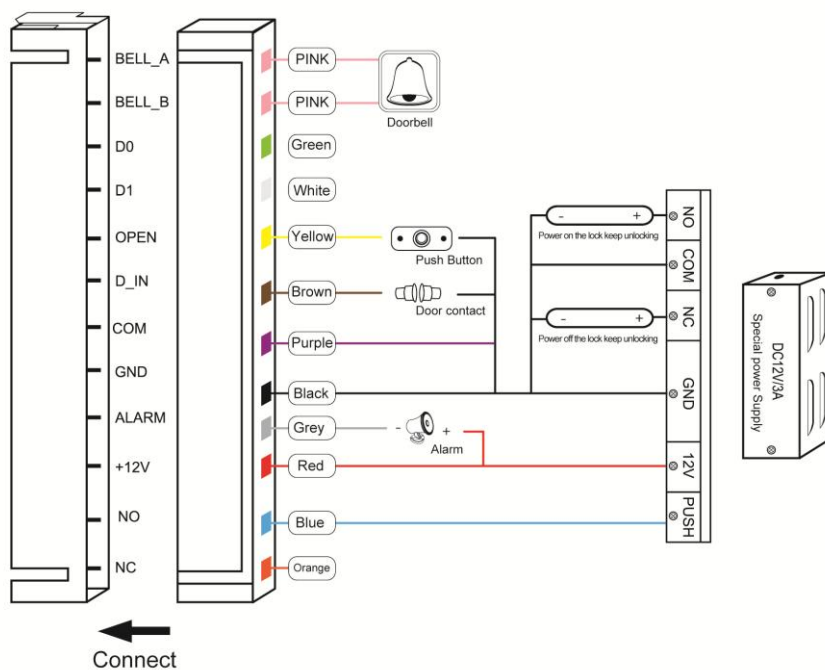 BELL_A
BELL_B
D0
D1
OPEN
D_IN
COM
GND
ALARM
+12V
NO
NC
PINK
PINK
Green
White
Yellow
Brown
Purple
Black
Grey
Red
Blue
Orange
Doorbell
Push Button
Door contact
- +
Alarm
- +
Power on the lock keep unlocking
- +
Power off the lock keep unlocking
NO
COM
NC
GND
12V
PUSH
DC12V/3A
Special power Supply
Connect